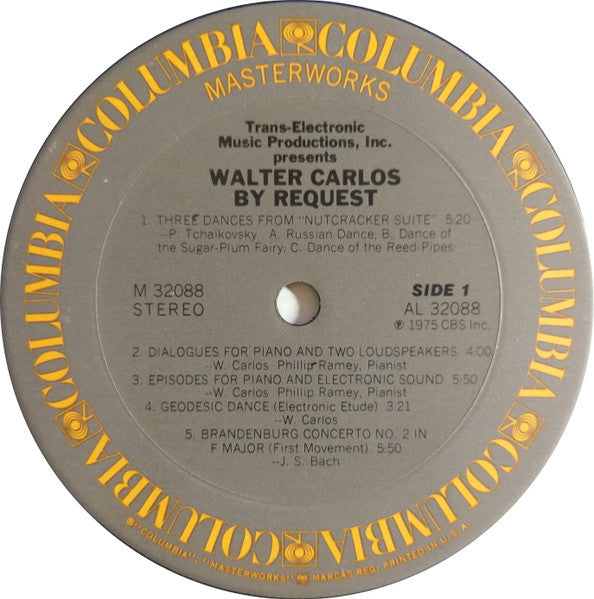 COLUMBIA COLUMBIA COLUMBIA COLUMBIA COLUMBIA COLUMBIA COLUMBIA COLUMBIA
MASTERWORKS
Trans-Electronic
Music Productions, Inc.
presents
WALTER CARLOS
BY REQUEST
1. THREE DANCES FROM "NUTCRACKER SUITE" 5:20
--P. Tchaikovsky A. Russian Dance; B. Dance of
the Sugar-Plum Fairy; C. Dance of the Reed-Pipes
M 32088
STEREO
SIDE 1
AL 32088
℗ 1975 CBS Inc.
2. DIALOGUES FOR PIANO AND TWO LOUDSPEAKERS 4:00
--W. Carlos Phillip Ramey, Pianist
3. EPISODES FOR PIANO AND ELECTRONIC SOUND 5:50
--W. Carlos Phillip Ramey, Pianist
4. GEODESIC DANCE (Electronic Etude) 3:21
--W. Carlos
5. BRANDENBURG CONCERTO NO. 2 IN
F MAJOR (First Movement) 5:50
--J. S. Bach
®"COLUMBIA", "MASTERWORKS" MARCAS REG. PRINTED IN U.S.A.